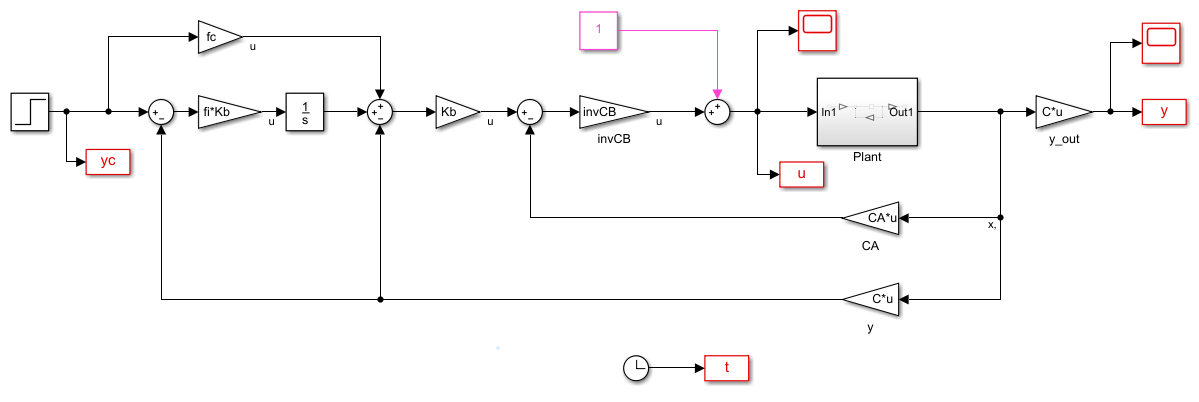 fc
u
1
fi*Kb
u
1
s
Kb
u
invCB
u
invCB
In1
Out1
Plant
C*u
y_out
y
yc
u
CA*u
CA
x,
C*u
y
t